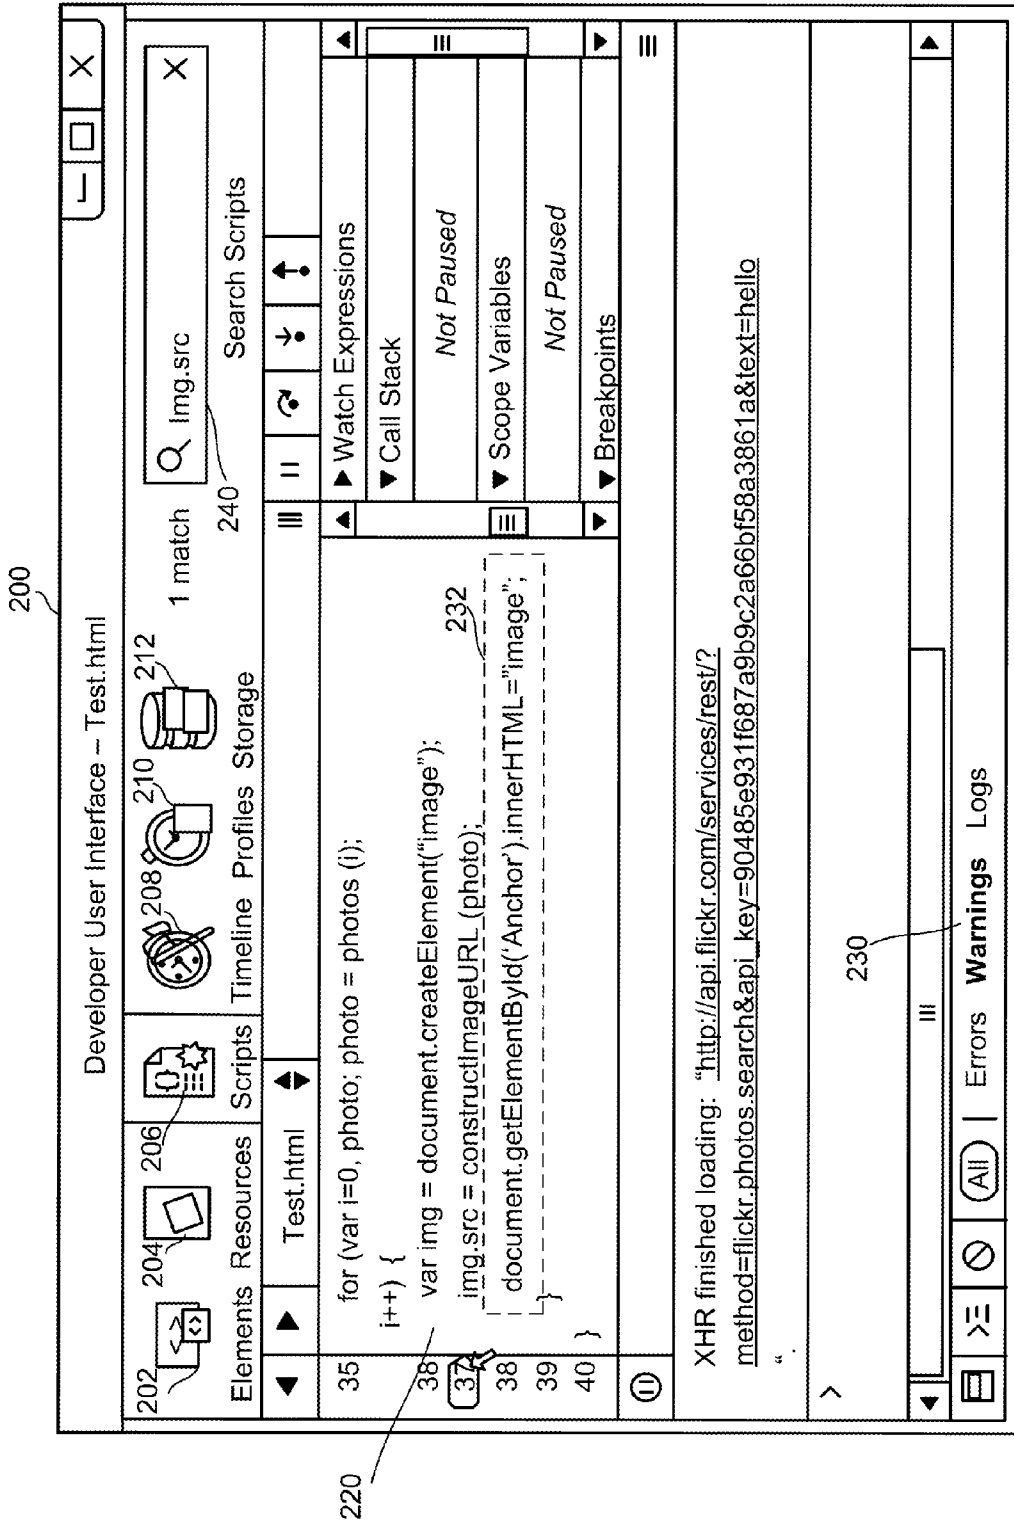 200
Developer User Interface – Test.html
202
204
206
208
210
212
1 match
Img.src
240
Elements
Resources
Scripts
Timeline
Profiles
Storage
Search Scripts
Test.html
35
for (var i=0, photo; photo = photos (i);
i++) {
38
var img = document.createElement(“image”);
37
img.src = constructImageURL (photo);
38
document.getElementById(‘Anchor’).innerHTML=”image”;
39
}
40
}
220
232
Watch Expressions
Call Stack
Not Paused
Scope Variables
Not Paused
Breakpoints
XHR finished loading: “http://api.flickr.com/services/rest/?
method=flickr.photos.search&api_key=90485e931f687a9b9c2a66bf58a3861a&text=hello
“ .
>
230
All | Errors Warnings Logs